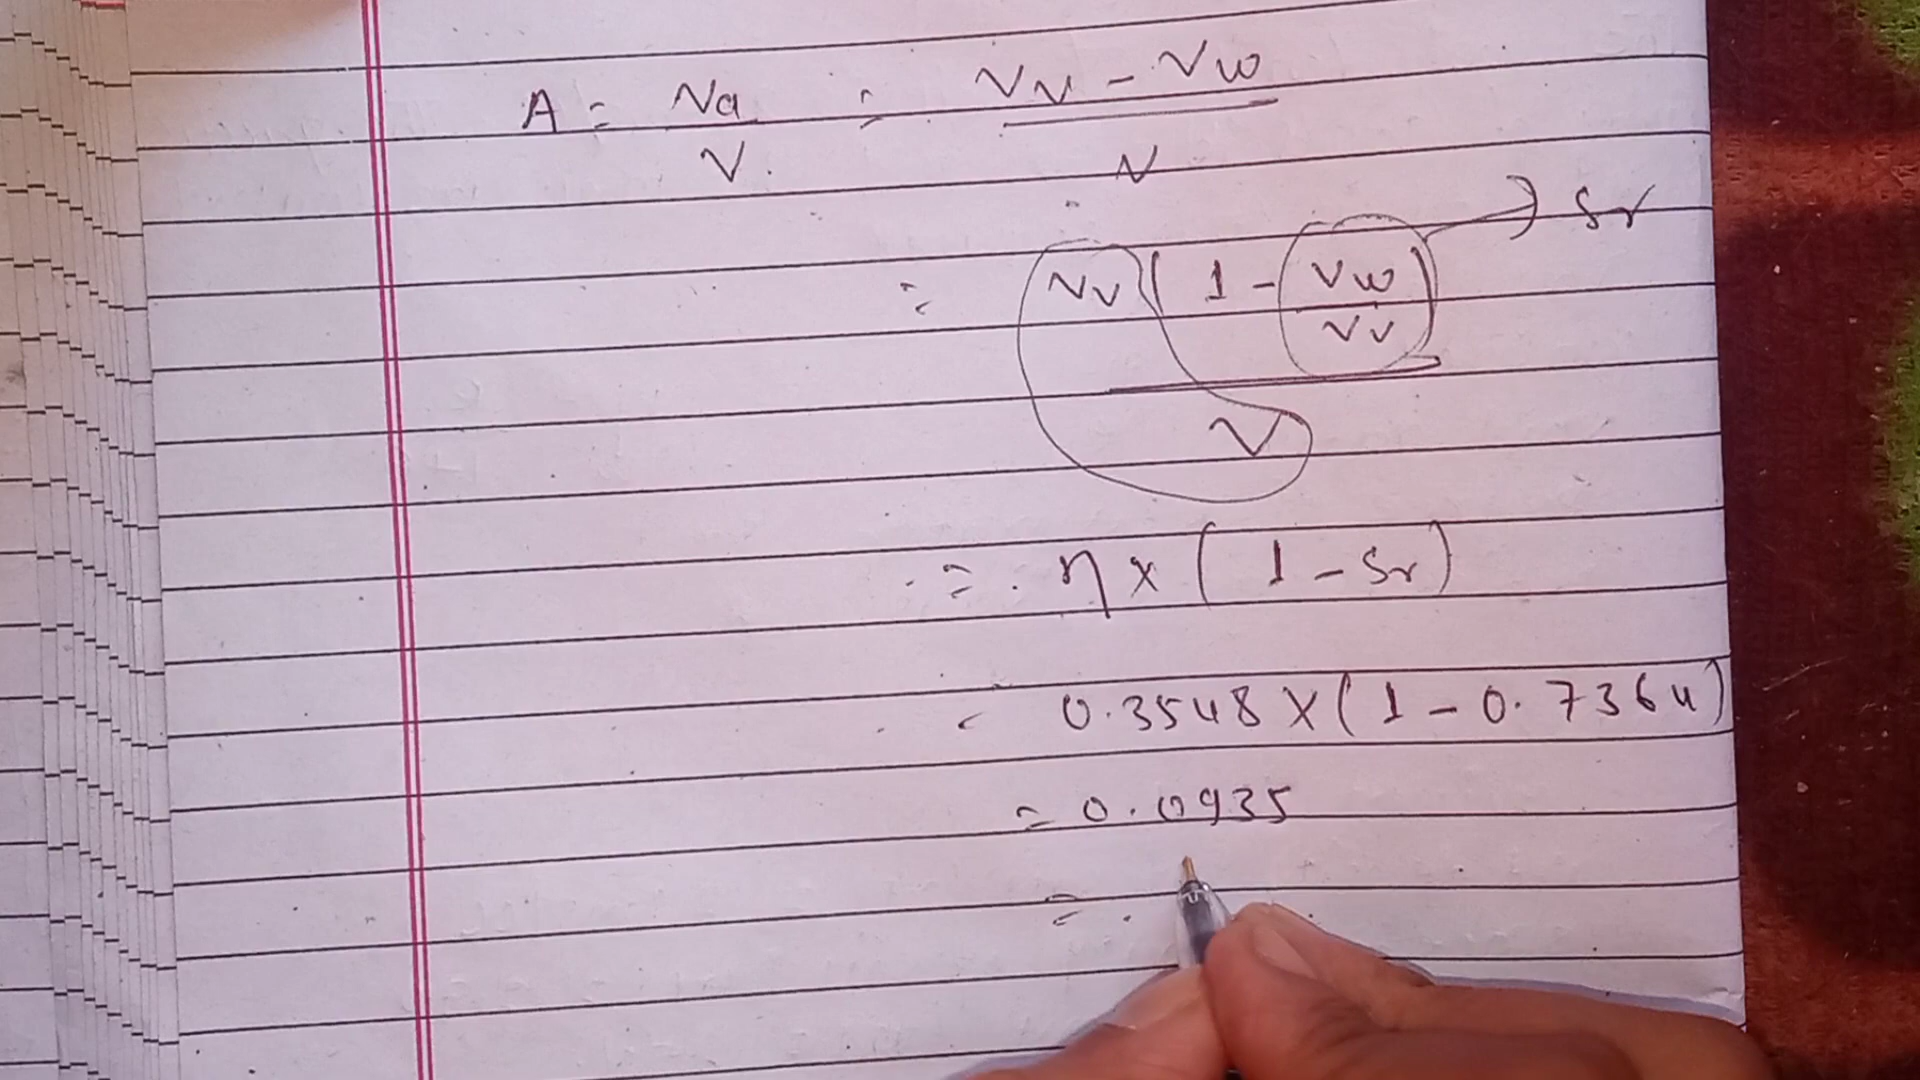 A = Va / V = Vv - Vw / V
= Vv ( 1 - Vw / Vv ) / V → Sr
= η × ( 1 - Sr )
= 0.3548 × ( 1 - 0.7364 )
= 0.0935
=